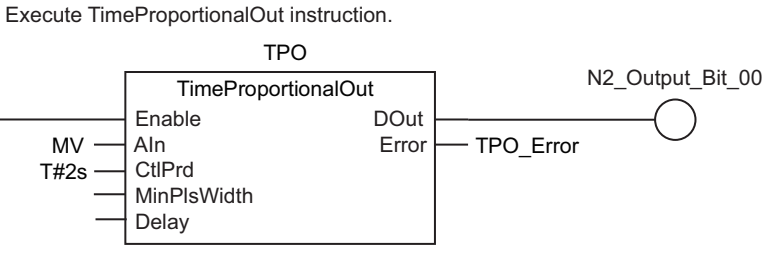 Execute TimeProportionalOut instruction.
TPO
N2_Output_Bit_00
TimeProportionalOut
Enable DOut
MV AIn Error TPO_Error
T#2s CtlPrd
MinPlsWidth
Delay